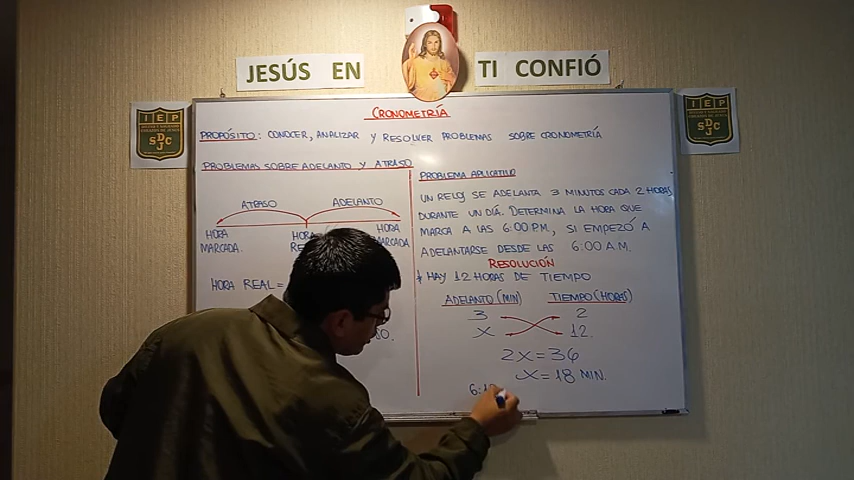 JESÚS EN TI CONFIÓ
IEP
SDJC
IEP
SDJC
CRONOMETRÍA
PROPÓSITO: CONOCER, ANALIZAR Y RESOLVER PROBLEMAS SOBRE CRONOMETRÍA
PROBLEMAS SOBRE ADELANTO Y ATRASO
ATRASO ADELANTO
HORA MARCADA.
HORA
HORA MARCADA
HORA REAL =
PROBLEMA APLICATIVO
UN RELOJ SE ADELANTA 3 MINUTOS CADA 2 HORAS
DURANTE UN DÍA. DETERMINA LA HORA QUE
MARCA A LAS 6:00 P.M., SI EMPEZÓ A
ADELANTARSE DESDE LAS 6:00 A.M.
RESOLUCIÓN
HAY 12 HORAS DE TIEMPO
ADELANTO (MIN) TIEMPO (HORAS)
3 2
X 12.
2X = 36
X = 18 MIN.